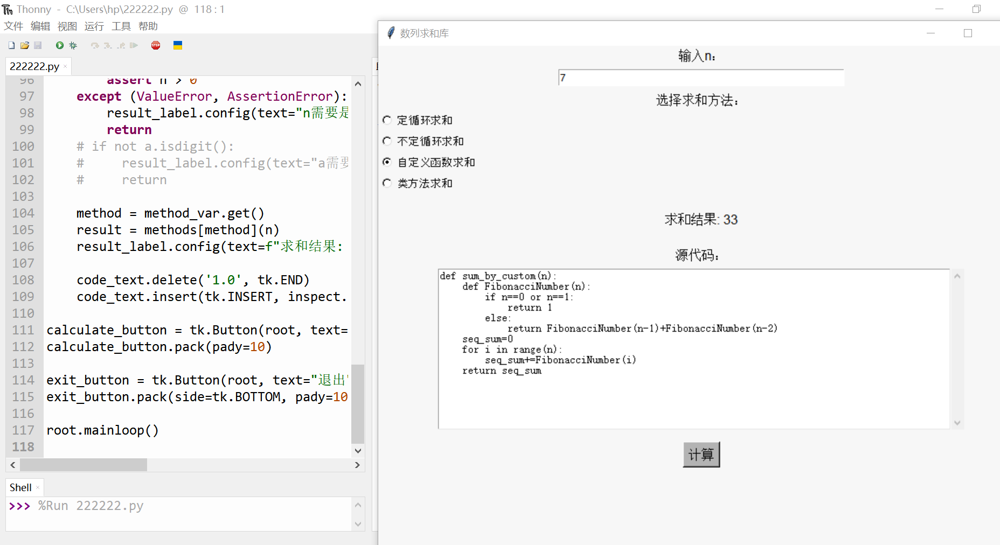 Thonny - C:\Users\hp\222222.py @ 118 : 1
文件 编辑 视图 运行 工具 帮助
STOP
222222.py ×
96 assert n > 0
97 except (ValueError, AssertionError):
98 result_label.config(text="n需要是
99 return
100 # if not a.isdigit():
101 # result_label.config(text="a需要
102 # return
103
104 method = method_var.get()
105 result = methods[method](n)
106 result_label.config(text=f"求和结果:
107
108 code_text.delete('1.0', tk.END)
109 code_text.insert(tk.INSERT, inspect.
110
111 calculate_button = tk.Button(root, text=
112 calculate_button.pack(pady=10)
113
114 exit_button = tk.Button(root, text="退出"
115 exit_button.pack(side=tk.BOTTOM, pady=10
116
117 root.mainloop()
118
Shell ×
>>> %Run 222222.py
数列求和库
输入n：
7
选择求和方法：
定循环求和
不定循环求和
自定义函数求和
类方法求和
求和结果: 33
源代码：
def sum_by_custom(n):
    def FibonacciNumber(n):
        if n==0 or n==1:
            return 1
        else:
            return FibonacciNumber(n-1)+FibonacciNumber(n-2)
    seq_sum=0
    for i in range(n):
        seq_sum+=FibonacciNumber(i)
    return seq_sum
计算